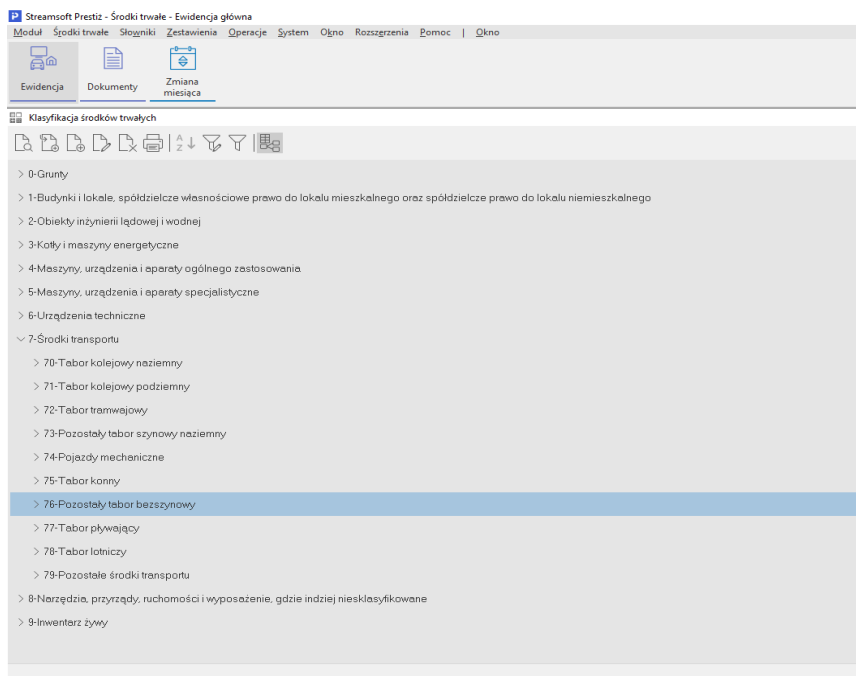 Streamsoft Prestiż - Środki trwałe - Ewidencja główna
Moduł Środki trwałe Słowniki Zestawienia Operacje System Okno Rozszerzenia Pomoc | Okno
Ewidencja
Dokumenty
Zmiana
miesiąca
Klasyfikacja środków trwałych
0-Grunty
1-Budynki i lokale, spółdzielcze własnościowe prawo do lokalu mieszkalnego oraz spółdzielcze prawo do lokalu niemieszkalnego
2-Obiekty inżynierii lądowej i wodnej
3-Kotły i maszyny energetyczne
4-Maszyny, urządzenia i aparaty ogólnego zastosowania
5-Maszyny, urządzenia i aparaty specjalistyczne
6-Urządzenia techniczne
7-Środki transportu
70-Tabor kolejowy naziemny
71-Tabor kolejowy podziemny
72-Tabor tramwajowy
73-Pozostały tabor szynowy naziemny
74-Pojazdy mechaniczne
75-Tabor konny
76-Pozostały tabor bezszynowy
77-Tabor pływający
78-Tabor lotniczy
79-Pozostałe środki transportu
8-Narzędzia, przyrządy, ruchomości i wyposażenie, gdzie indziej niesklasyfikowane
9-Inwentarz żywy